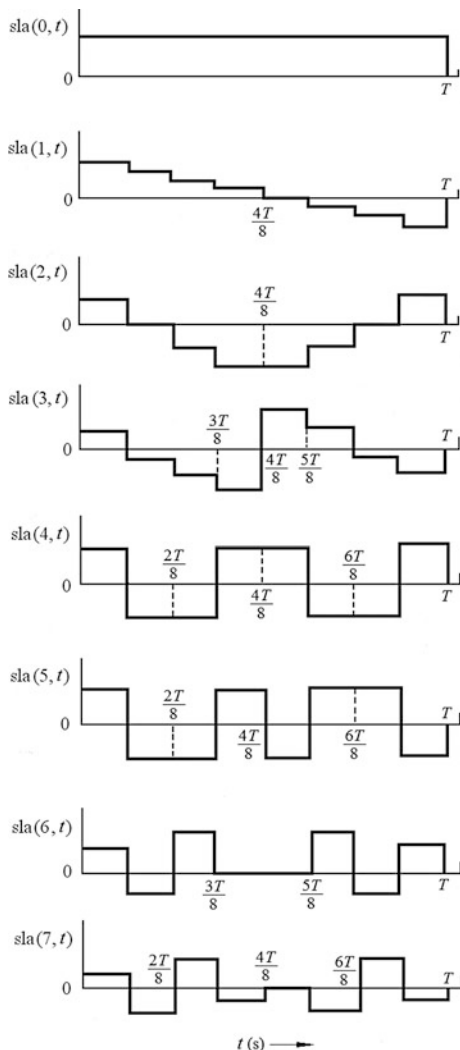 sla(0, t)
0
T
sla(1, t)
0
4T/8
T
sla(2, t)
4T/8
0
T
sla(3, t)
3T/8
T
0
4T/8 5T/8
sla(4, t)
2T/8 6T/8
0
4T/8
T
sla(5, t)
2T/8
T
0
4T/8 6T/8
sla(6, t)
0
3T/8 5T/8 T
sla(7, t)
2T/8 4T/8 6T/8 T
0
t (s) →